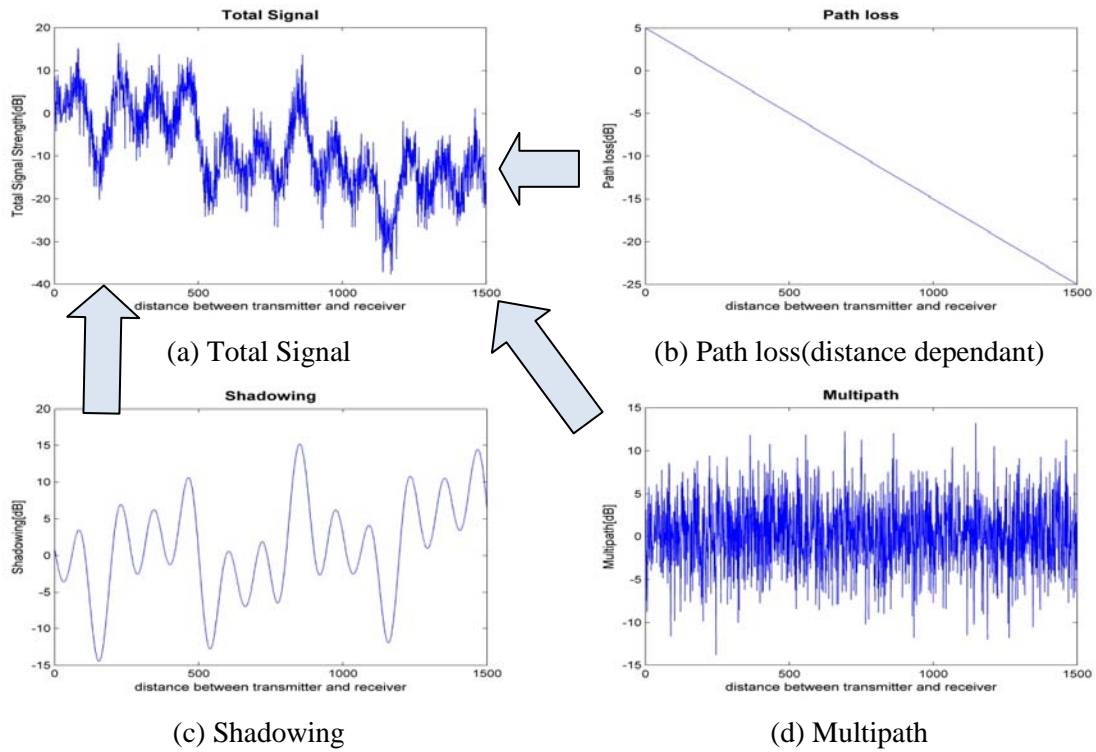 Total Signal
20
10
0
-10
-20
-30
-40
Total Signal Strength[dB]
0
500
1000
1500
distance between transmitter and receiver
(a) Total Signal
Path loss
5
0
-5
-10
-15
-20
-25
Path loss[dB]
0
500
1000
1500
distance between transmitter and receiver
(b) Path loss(distance dependant)
Shadowing
20
15
10
5
0
-5
-10
-15
Shadowing[dB]
0
500
1000
1500
distance between transmitter and receiver
(c) Shadowing
Multipath
15
10
5
0
-5
-10
-15
Multipath[dB]
0
500
1000
1500
distance between transmitter and receiver
(d) Multipath